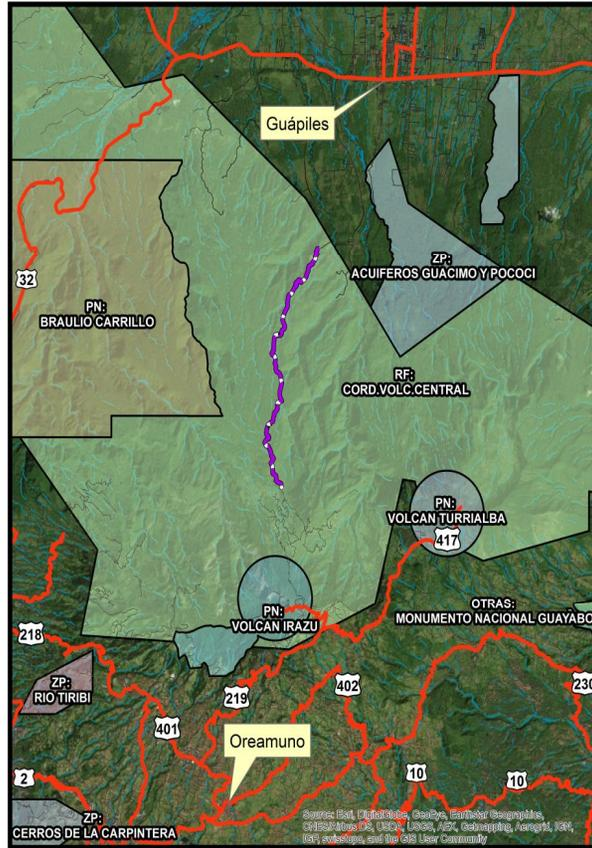 Guápiles
ZP:
ACUIFEROS GUACIMO Y POCOCI
32
PN:
BRAULIO CARRILLO
RF:
CORD.VOLC.CENTRAL
PN:
VOLCAN TURRIALBA
417
OTRAS:
MONUMENTO NACIONAL GUAYABO
PN:
VOLCAN IRAZU
218
ZP:
RIO TIRIBI
219
402
230
401
Oreamuno
2
10
10
ZP:
CERROS DE LA CARPINTERA
Source: Esri, DigitalGlobe, GeoEye, Earthstar Geographics,
CNES/Airbus DS, USDA, USGS, AEX, Getmapping, Aerogrid, IGN,
IGP, swisstopo, and the GIS User Community